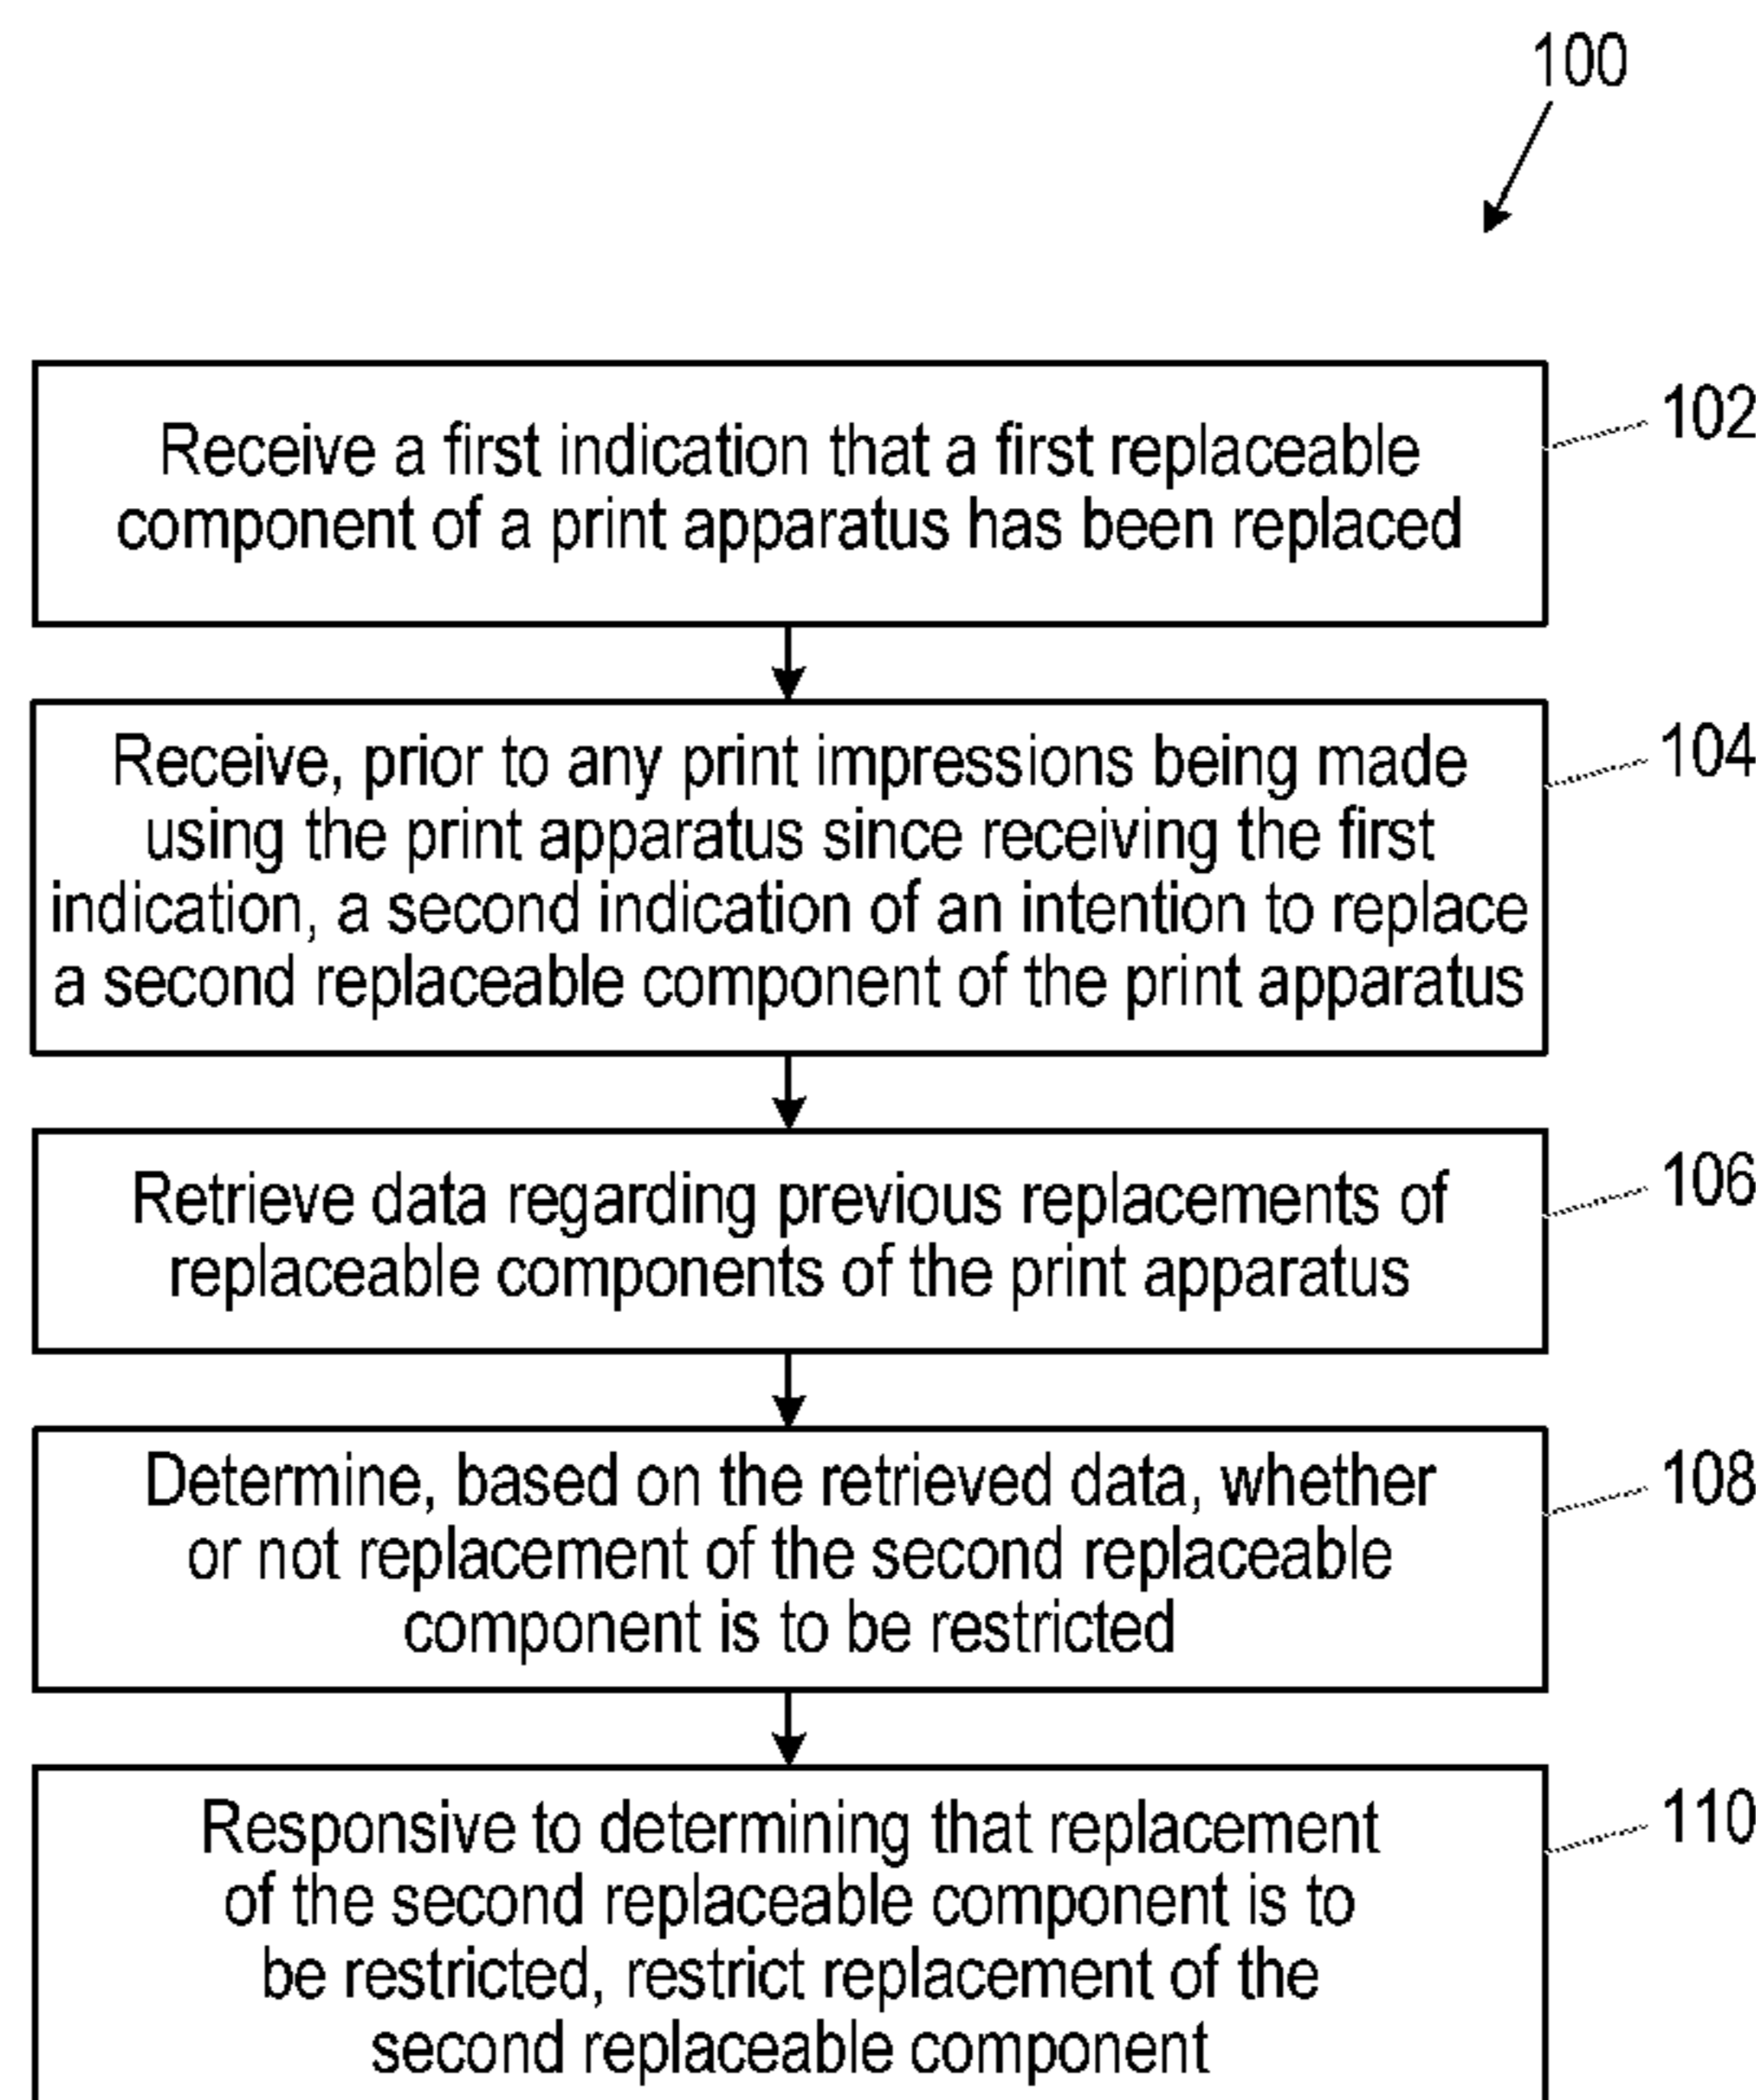 100
Receive a first indication that a first replaceable
component of a print apparatus has been replaced
102
Receive, prior to any print impressions being made
using the print apparatus since receiving the first
indication, a second indication of an intention to replace
a second replaceable component of the print apparatus
104
Retrieve data regarding previous replacements of
replaceable components of the print apparatus
106
Determine, based on the retrieved data, whether
or not replacement of the second replaceable
component is to be restricted
108
Responsive to determining that replacement
of the second replaceable component is to
be restricted, restrict replacement of the
second replaceable component
110